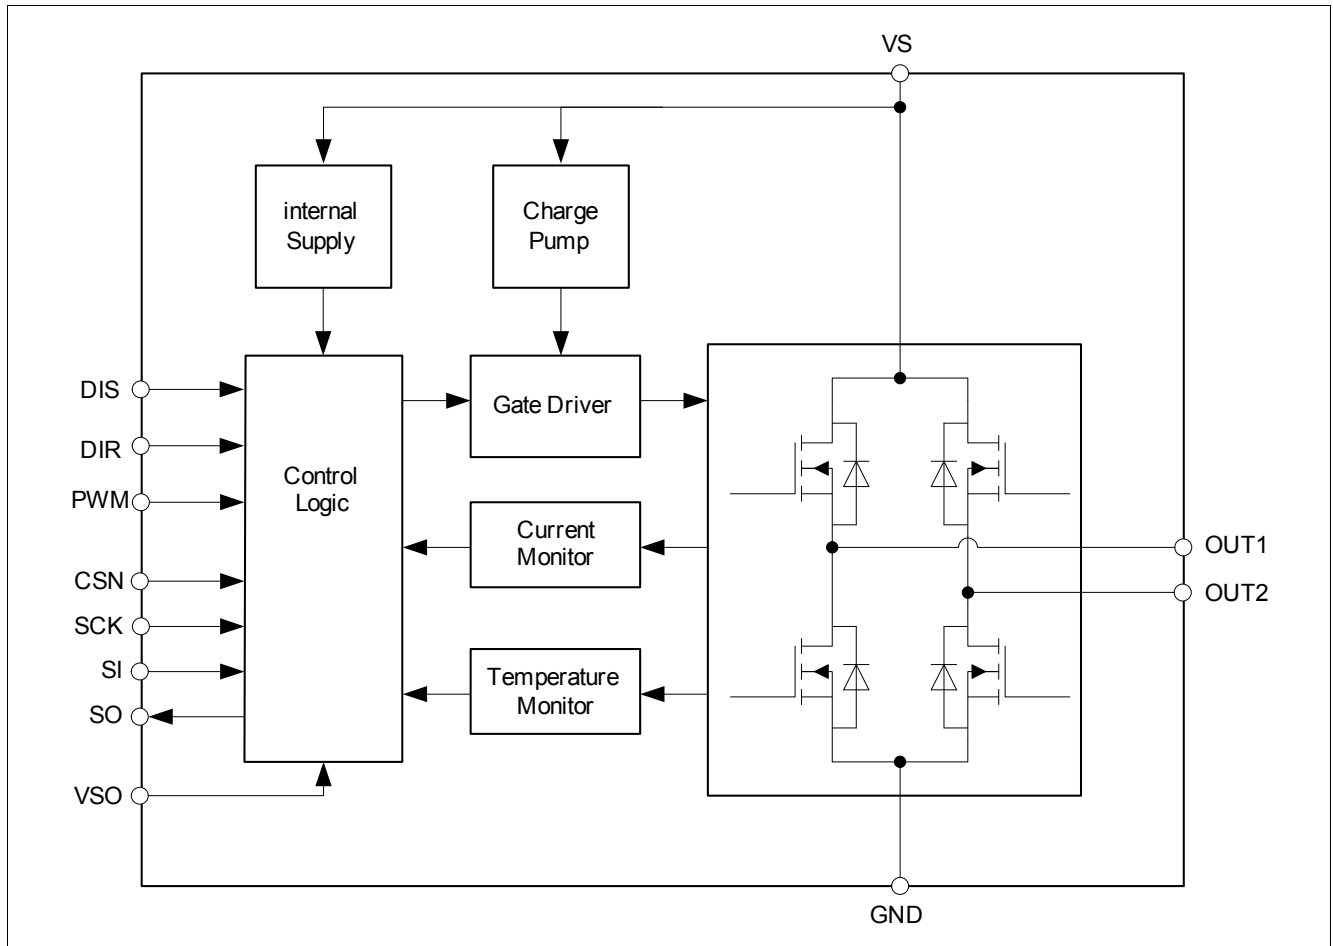 VS
internal
Supply
Charge
Pump
DIS
DIR
PWM
CSN
SCK
SI
SO
VSO
Control
Logic
Gate Driver
Current
Monitor
Temperature
Monitor
OUT1
OUT2
GND